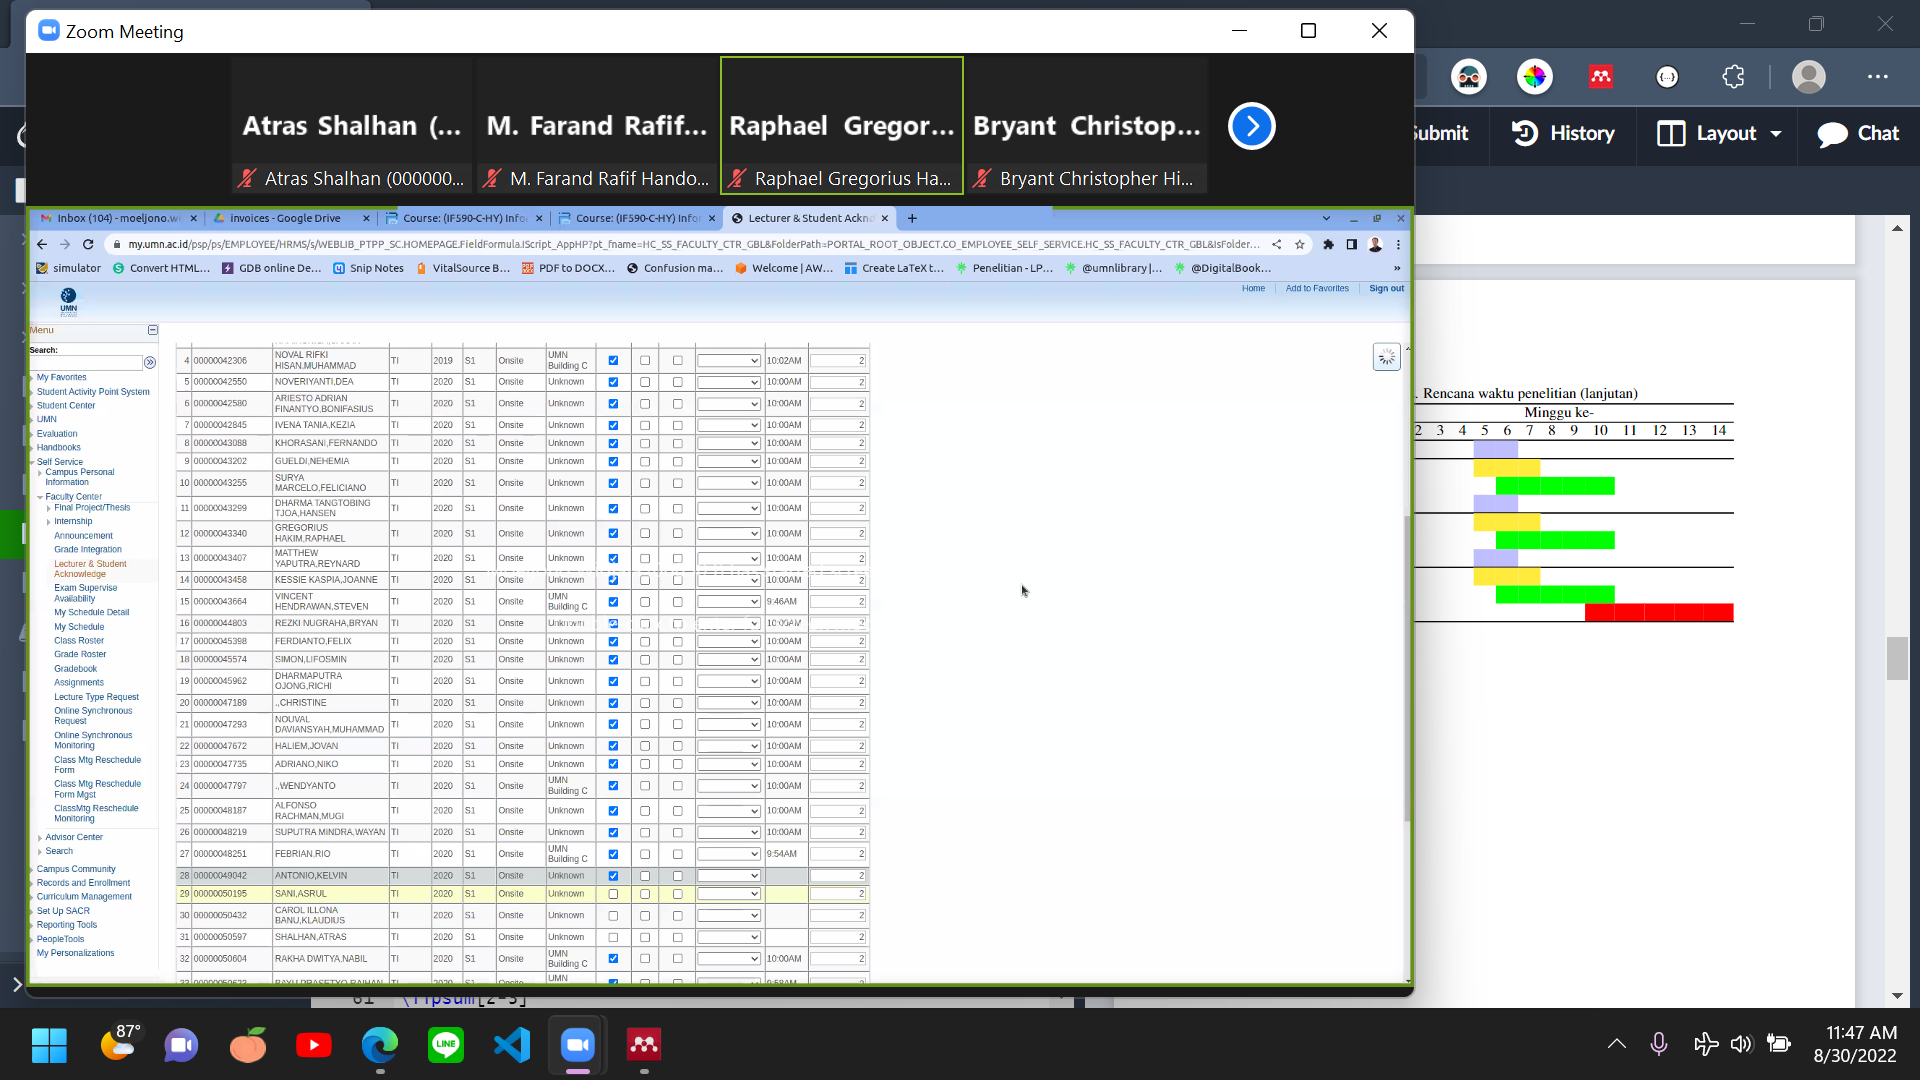 Zoom Meeting
Atras Shalhan (...
M. Farand Rafif...
Raphael Gregor...
Bryant Christop...
Atras Shalhan (000000...
M. Farand Rafif Hando...
Raphael Gregorius Ha...
Bryant Christopher Hi...
Submit
History
Layout
Chat
Inbox (104) - moeljono.w
invoices - Google Drive
Course: (IF590-C-HY) Info
Course: (IF590-C-HY) Infor
Lecturer & Student Ackno
my.umn.ac.id/psp/ps/EMPLOYEE/HRMS/s/WEBLIB_PTPP_SC.HOMEPAGE.FieldFormula.IScript_AppHP?pt_fname=HC_SS_FACULTY_CTR_GBL&FolderPath=PORTAL_ROOT_OBJECT.CO_EMPLOYEE_SELF_SERVICE.HC_SS_FACULTY_CTR_GBL&IsFolder...
simulator
Convert HTML...
GDB online De...
Snip Notes
VitalSource B...
PDF to DOCX...
Confusion ma...
Welcome | AW...
Create LaTeX t...
Penelitian - LP...
@umnlibrary |...
@DigitalBook...
UMN
Home
Add to Favorites
Sign out
Menu
Search:
My Favorites
Student Activity Point System
Student Center
UMN
Evaluation
Handbooks
Self Service
Campus Personal
Information
Faculty Center
Final Project/Thesis
Internship
Announcement
Grade Integration
Lecturer & Student
Acknowledge
Exam Supervise
Availability
My Schedule Detail
My Schedule
Class Roster
Grade Roster
Gradebook
Assignments
Lecture Type Request
Online Synchronous
Request
Online Synchronous
Monitoring
Class Mtg Reschedule
Form
Class Mtg Reschedule
Form Mgst
ClassMtg Reschedule
Monitoring
Advisor Center
Search
Campus Community
Records and Enrollment
Curriculum Management
Set Up SACR
Reporting Tools
PeopleTools
My Personalizations
4 00000042306 NOVAL RIFKI HISAN,MUHAMMAD TI 2019 S1 Onsite UMN Building C 10:02AM 2
5 00000042550 NOVERIYANTI,DEA TI 2020 S1 Onsite Unknown 10:00AM 2
6 00000042580 ARIESTO ADRIAN FINANTYO,BONIFASIUS TI 2020 S1 Onsite Unknown 10:00AM 2
7 00000042845 IVENA TANIA,KEZIA TI 2020 S1 Onsite Unknown 10:00AM 2
8 00000043088 KHORASANI,FERNANDO TI 2020 S1 Onsite Unknown 10:00AM 2
9 00000043202 GUELDI,NEHEMIA TI 2020 S1 Onsite Unknown 10:00AM 2
10 00000043255 SURYA MARCELO,FELICIANO TI 2020 S1 Onsite Unknown 10:00AM 2
11 00000043299 DHARMA TANGTOBING TJOA,HANSEN TI 2020 S1 Onsite Unknown 10:00AM 2
12 00000043340 GREGORIUS HAKIM,RAPHAEL TI 2020 S1 Onsite Unknown 10:00AM 2
13 00000043407 MATTHEW YAPUTRA,REYNARD TI 2020 S1 Onsite Unknown 10:00AM 2
14 00000043458 KESSIE KASPIA,JOANNE TI 2020 S1 Onsite Unknown 10:00AM 2
15 00000043664 VINCENT HENDRAWAN,STEVEN TI 2020 S1 Onsite UMN Building C 9:46AM 2
16 00000044803 REZKI NUGRAHA,BRYAN TI 2020 S1 Onsite Unknown 10:00AM 2
17 00000045398 FERDIANTO,FELIX TI 2020 S1 Onsite Unknown 10:00AM 2
18 00000045574 SIMON,LIFOSMIN TI 2020 S1 Onsite Unknown 10:00AM 2
19 00000045962 DHARMAPUTRA OJONG,RICHI TI 2020 S1 Onsite Unknown 10:00AM 2
20 00000047189 .,CHRISTINE TI 2020 S1 Onsite Unknown 10:00AM 2
21 00000047293 NOUVAL DAVIANSYAH,MUHAMMAD TI 2020 S1 Onsite Unknown 10:00AM 2
22 00000047672 HALIEM,JOVAN TI 2020 S1 Onsite Unknown 10:00AM 2
23 00000047735 ADRIANO,NIKO TI 2020 S1 Onsite Unknown 10:00AM 2
24 00000047797 .,WENDYANTO TI 2020 S1 Onsite UMN Building C 10:00AM 2
25 00000048187 ALFONSO RACHMAN,MUGI TI 2020 S1 Onsite Unknown 10:00AM 2
26 00000048219 SUPUTRA MINDRA,WAYAN TI 2020 S1 Onsite Unknown 10:00AM 2
27 00000048251 FEBRIAN,RIO TI 2020 S1 Onsite UMN Building C 9:54AM 2
28 00000049042 ANTONIO,KELVIN TI 2020 S1 Onsite Unknown 2
29 00000050195 SANI,ASRUL TI 2020 S1 Onsite Unknown 2
30 00000050432 CAROL ILLONA BANU,KLAUDIUS TI 2020 S1 Onsite Unknown 2
31 00000050597 SHALHAN,ATRAS TI 2020 S1 Onsite Unknown 2
32 00000050604 RAKHA DWITYA,NABIL TI 2020 S1 Onsite UMN Building C 10:00AM 2
UMN
. Rencana waktu penelitian (lanjutan)
Minggu ke-
2 3 4 5 6 7 8 9 10 11 12 13 14
87°
11:47 AM
8/30/2022